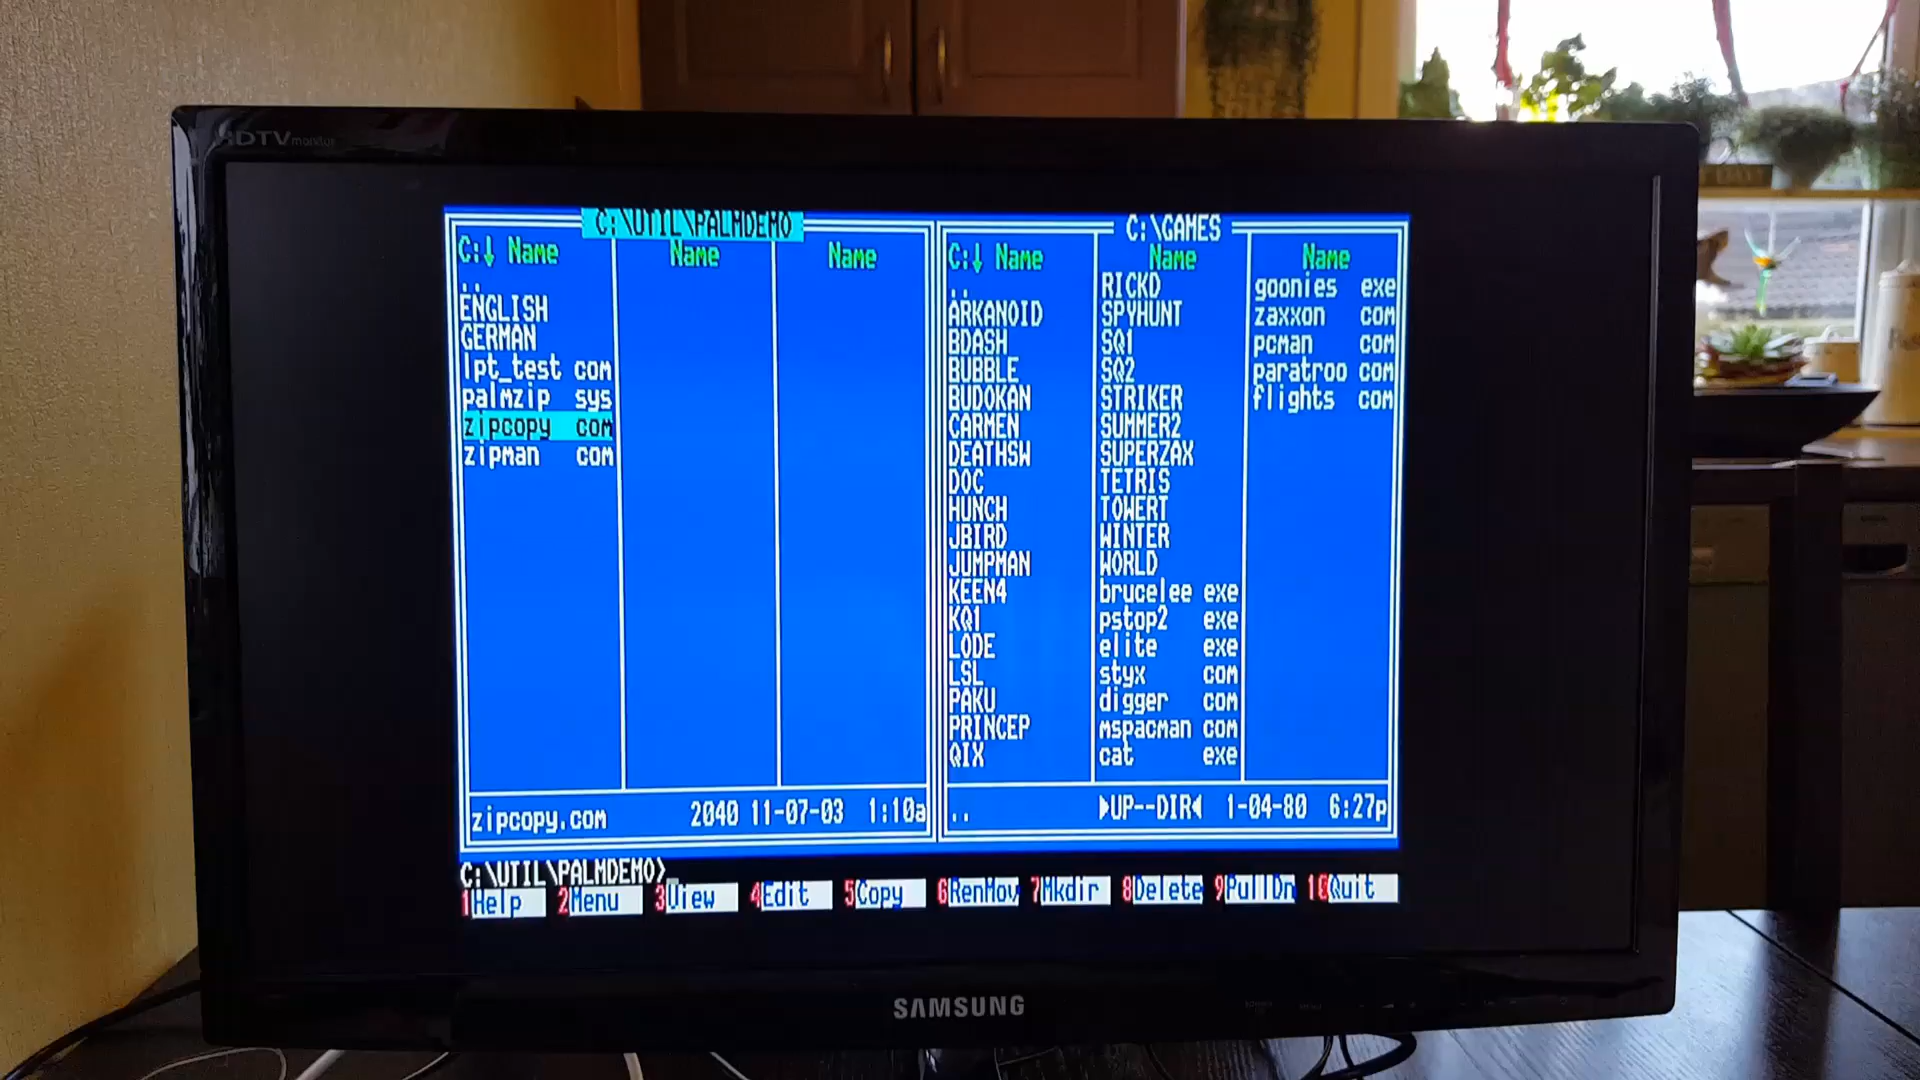 HDTV monitor
C:\UTIL\PALMDEMO
C:↓ Name Name Name
..
ENGLISH
GERMAN
lpt_test com
palmzip sys
zipcopy com
zipman com
zipcopy.com 2040 11-07-03 1:10a
C:\GAMES
C:↓ Name Name Name
..
ARKANOID
BDASH
BUBBLE
BUDOKAN
CARMEN
DEATHSW
DOC
HUNCH
JBIRD
JUMPMAN
KEEN4
KQ1
LODE
LSL
PAKU
PRINCEP
QIX
RICKD
SPYHUNT
SQ1
SQ2
STRIKER
SUMMER2
SUPERZAX
TETRIS
TOWERT
WINTER
WORLD
brucelee exe
pstop2 exe
elite exe
styx com
digger com
mspacman com
cat exe
goonies exe
zaxxon com
pcman com
paratroo com
flights com
.. ►UP--DIR◄ 1-04-80 6:27p
C:\UTIL\PALMDEMO>_
1Help 2Menu 3View 4Edit 5Copy 6RenMov 7Mkdir 8Delete 9PullDn 10Quit
SAMSUNG